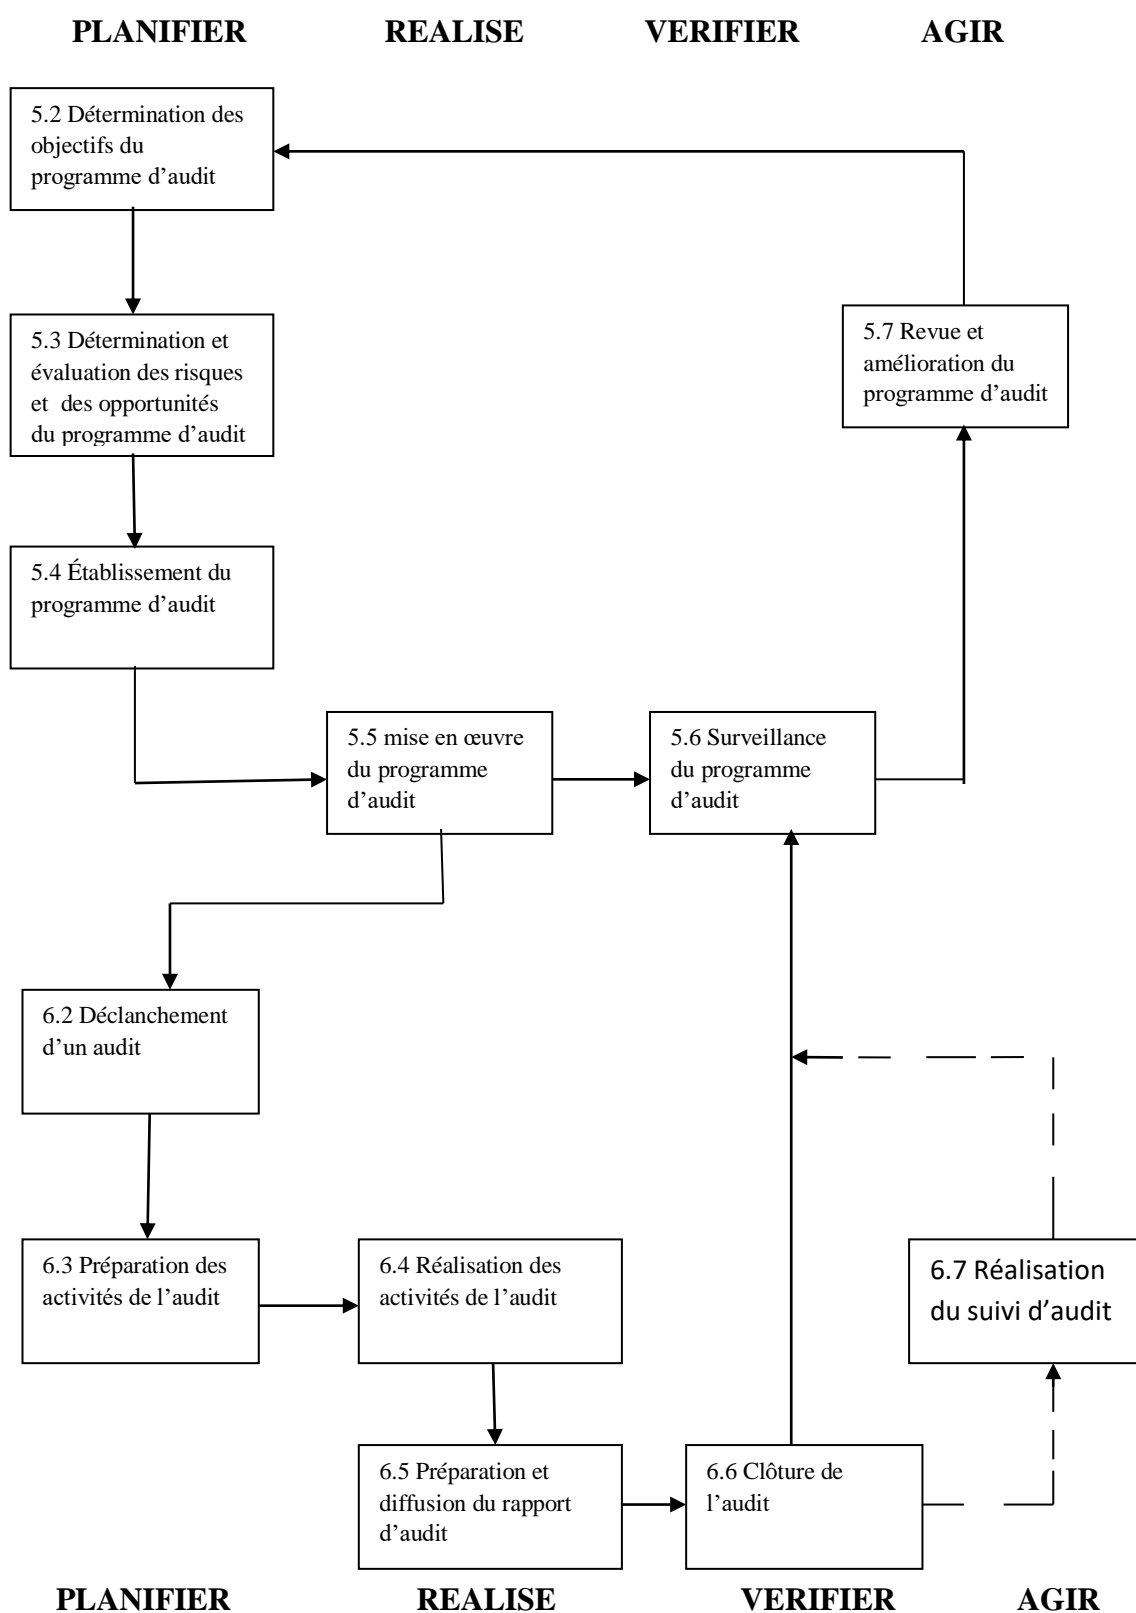 PLANIFIER REALISE VERIFIER AGIR
5.2 Détermination des
objectifs du
programme d’audit
5.3 Détermination et
évaluation des risques
et des opportunités
du programme d’audit
5.7 Revue et
amélioration du
programme d’audit
5.4 Établissement du
programme d’audit
5.5 mise en œuvre
du programme
d’audit
5.6 Surveillance
du programme
d’audit
6.2 Déclanchement
d’un audit
6.3 Préparation des
activités de l’audit
6.4 Réalisation des
activités de l’audit
6.7 Réalisation
du suivi d’audit
6.5 Préparation et
diffusion du rapport
d’audit
6.6 Clôture de
l’audit
PLANIFIER REALISE VERIFIER AGIR